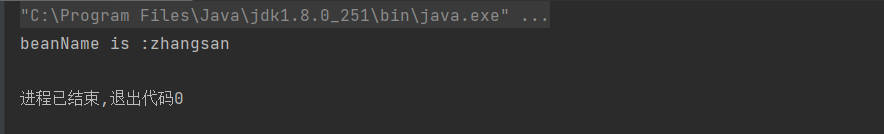 "C:\Program Files\Java\jdk1.8.0_251\bin\java.exe" ...
beanName is :zhangsan
进程已结束,退出代码0